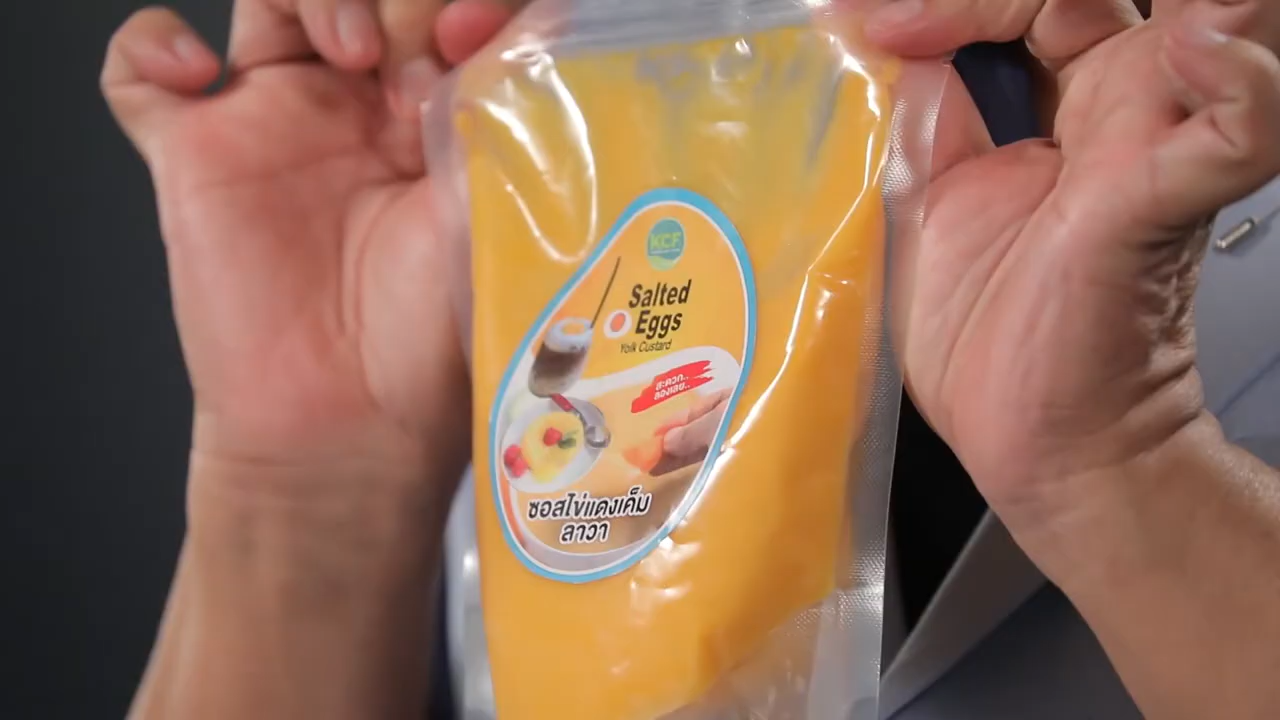 KCF
Salted
Eggs
Yolk Custard
สะดวก..
ลองเลย..
ซอสไข่แดงเค็ม
ลาวา